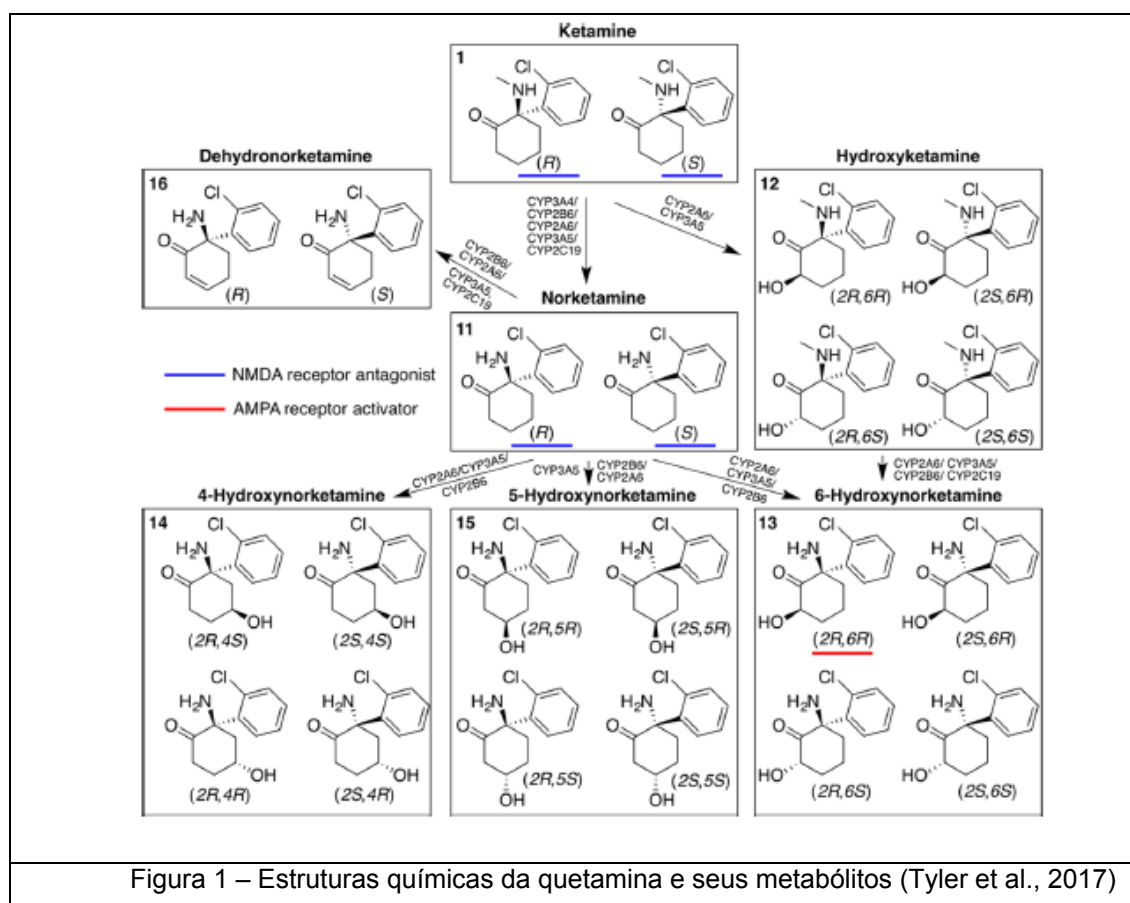 Ketamine
1
Cl
NH
O
(R)
Cl
NH
O
(S)
Dehydronorketamine
16
Cl
H₂N
O
(R)
Cl
H₂N
O
(S)
CYP3A4/
CYP2B6/
CYP2A6/
CYP3A5/
CYP2C19
CYP2A6/
CYP3A5
CYP2B6/
CYP2A6/
CYP3A5,
CYP2C19
Hydroxyketamine
12
NH
Cl
O
HO
(2R,6R)
NH
Cl
O
HO
(2S,6R)
NH
Cl
O
HO
(2R,6S)
NH
Cl
O
HO
(2S,6S)
Norketamine
11
Cl
H₂N
O
(R)
Cl
H₂N
O
(S)
NMDA receptor antagonist
AMPA receptor activator
CYP2A6/CYP3A5/
CYP2B6
CYP3A5
CYP2B6/
CYP2A6
CYP2A6/
CYP3A5/
CYP2B6
CYP2A6/ CYP3A5/
CYP2B6/ CYP2C19
4-Hydroxynorketamine
14
Cl
H₂N
O
OH
(2R,4S)
Cl
H₂N
O
OH
(2S,4S)
Cl
H₂N
O
OH
(2R,4R)
Cl
H₂N
O
OH
(2S,4R)
5-Hydroxynorketamine
15
Cl
H₂N
O
(2R,5R)
OH
Cl
H₂N
O
(2S,5R)
OH
Cl
H₂N
O
(2R,5S)
OH
Cl
H₂N
O
(2S,5S)
OH
6-Hydroxynorketamine
13
Cl
H₂N
O
HO
(2R,6R)
Cl
H₂N
O
HO
(2S,6R)
Cl
H₂N
O
HO
(2R,6S)
Cl
H₂N
O
HO
(2S,6S)
Figura 1 – Estruturas químicas da quetamina e seus metabólitos (Tyler et al., 2017)